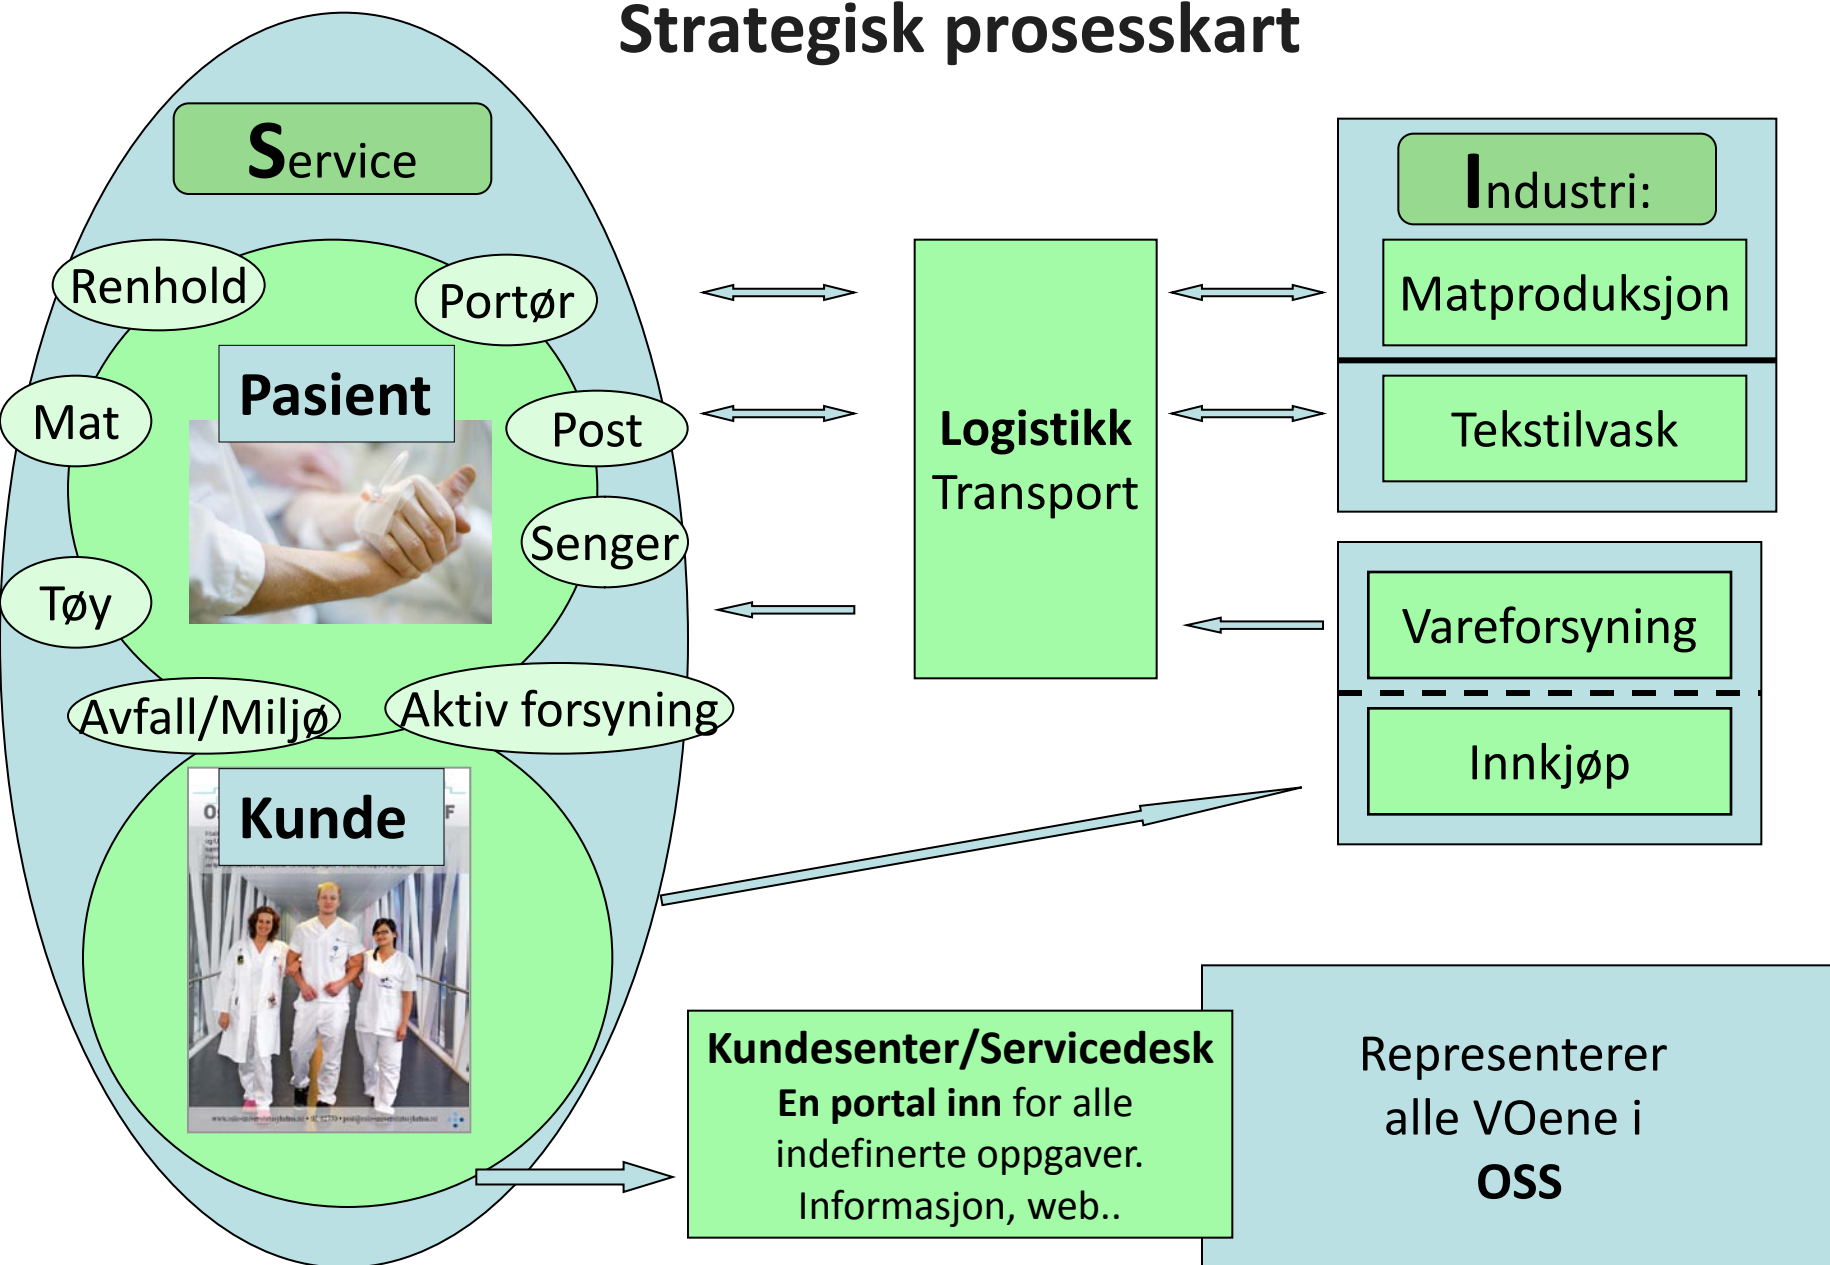 Strategisk prosesskart
Service
Renhold
Portør
Pasient
Mat
Post
Senger
Tøy
Avfall/Miljø
Aktiv forsyning
Kunde
Logistikk
Transport
Industri:
Matproduksjon
Tekstilvask
Vareforsyning
Innkjøp
Kundesenter/Servicedesk
En portal inn for alle
indefinerte oppgaver.
Informasjon, web..
Representerer
alle VOene i
OSS